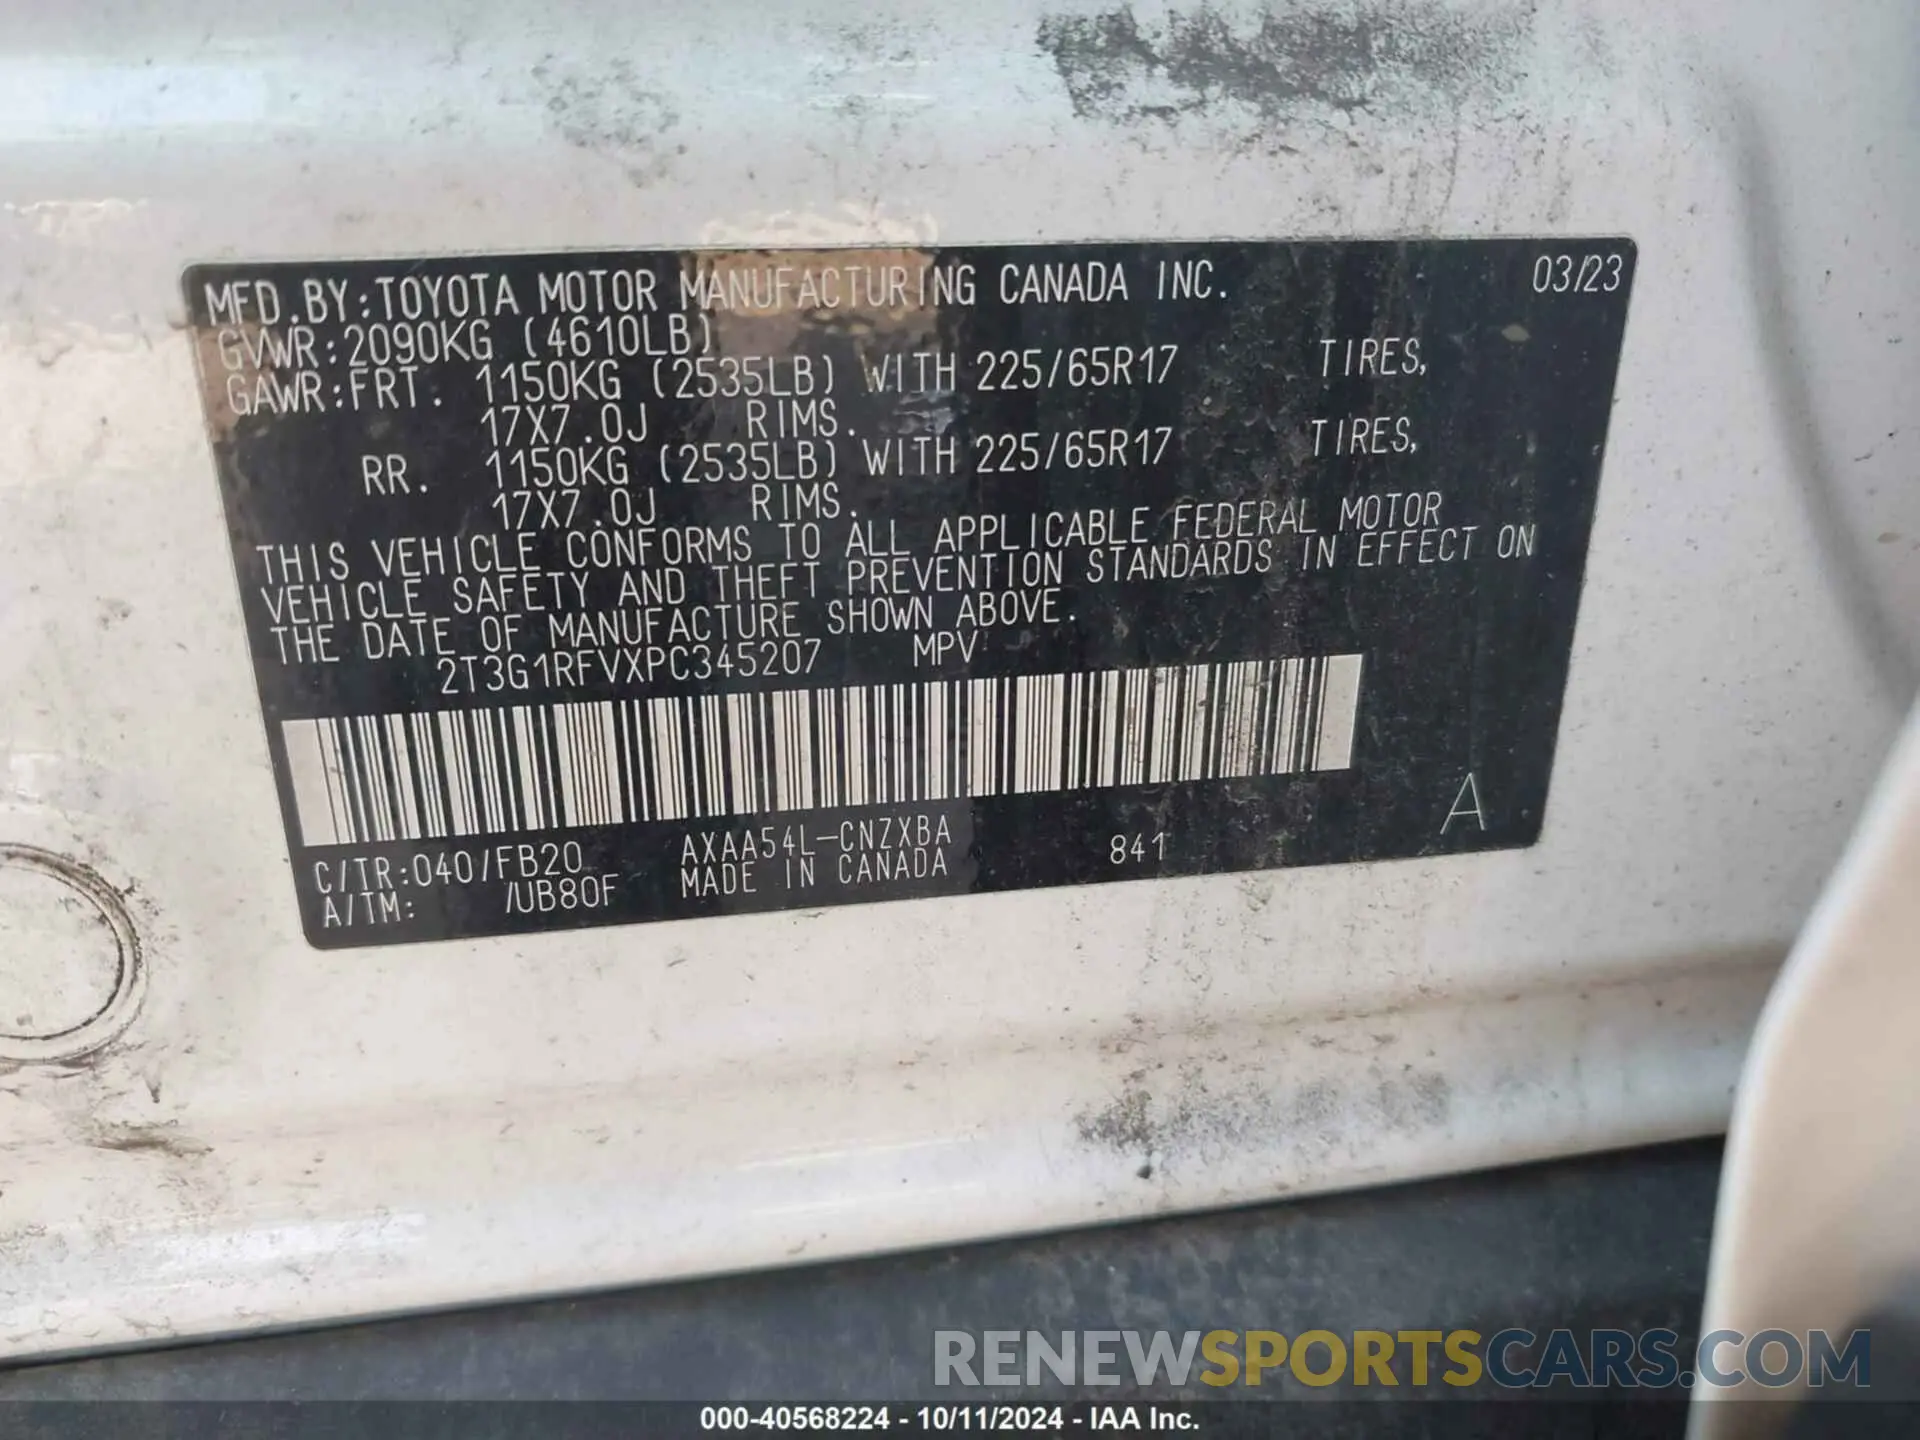 MFD.BY:TOYOTA MOTOR MANUFACTURING CANADA INC. 03/23
GVWR:2090KG (4610LB)
GAWR:FRT. 1150KG (2535LB) WITH 225/65R17 TIRES,
17X7.0J RIMS.
RR. 1150KG (2535LB) WITH 225/65R17 TIRES,
17X7.0J RIMS.
THIS VEHICLE CONFORMS TO ALL APPLICABLE FEDERAL MOTOR
VEHICLE SAFETY AND THEFT PREVENTION STANDARDS IN EFFECT ON
THE DATE OF MANUFACTURE SHOWN ABOVE.
2T3G1RFVXPC345207 MPV
C/TR:040/FB20 AXAA54L-CNZXBA 841 A
A/TM: /UB80F MADE IN CANADA
RENEWSPORTSCARS.COM
000-40568224 - 10/11/2024 - IAA Inc.